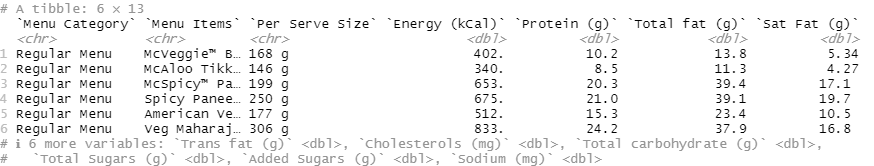 # A tibble: 6 × 13
`Menu Category` `Menu Items` `Per Serve Size` `Energy (kCal)` `Protein (g)` `Total fat (g)` `Sat Fat (g)`
<chr> <chr> <chr> <dbl> <dbl> <dbl> <dbl>
1 Regular Menu McVeggie™ B… 168 g 402. 10.2 13.8 5.34
2 Regular Menu McAloo Tikk… 146 g 340. 8.5 11.3 4.27
3 Regular Menu McSpicy™ Pa… 199 g 653. 20.3 39.4 17.1
4 Regular Menu Spicy Panee… 250 g 675. 21.0 39.1 19.7
5 Regular Menu American Ve… 177 g 512. 15.3 23.4 10.5
6 Regular Menu Veg Maharaj… 306 g 833. 24.2 37.9 16.8
# ℹ 6 more variables: `Trans fat (g)` <dbl>, `Cholesterols (mg)` <dbl>, `Total carbohydrate (g)` <dbl>,
# `Total Sugars (g)` <dbl>, `Added Sugars (g)` <dbl>, `Sodium (mg)` <dbl>